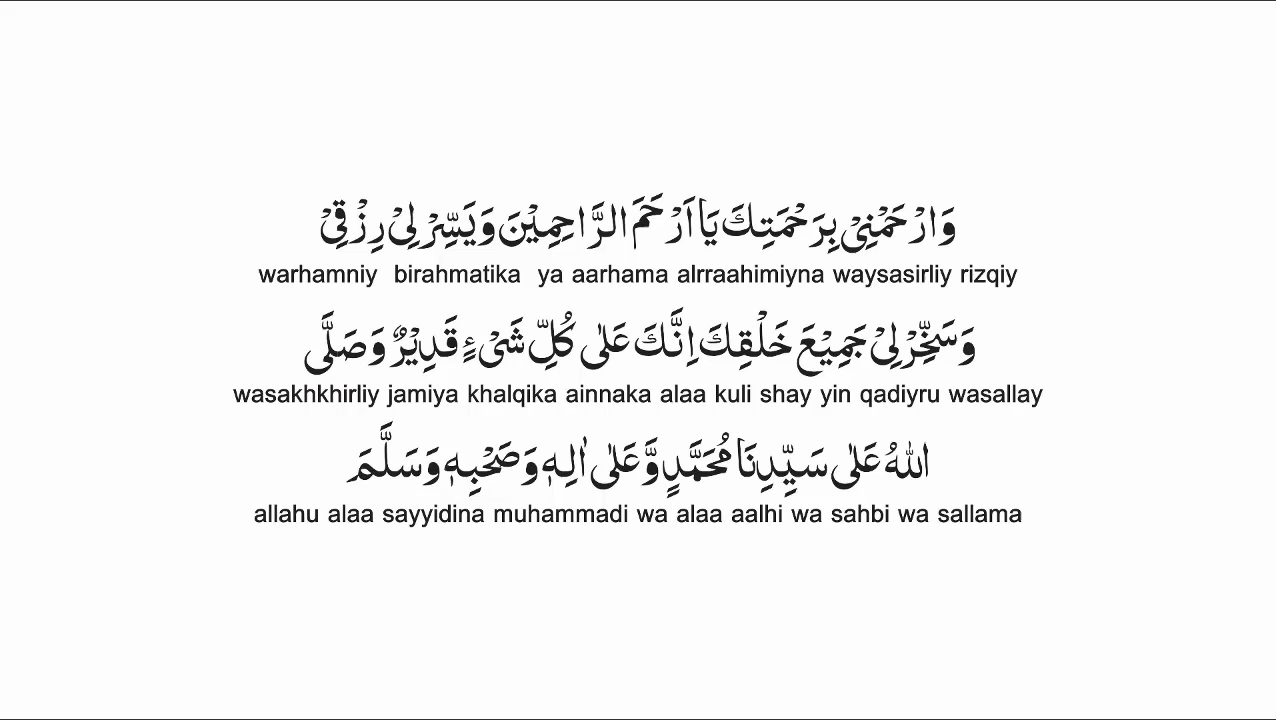 وَارْحَمْنِيْ بِرَحْمَتِكَ يَا اَرْحَمَ الرَّاحِمِيْنَ وَيَسِّرْ لِيْ رِزْقِيْ
warhamniy birahmatika ya aarhama alrraahimiyna waysasirliy rizqiy
وَسَخِّرْ لِيْ جَمِيْعَ خَلْقِكَ اِنَّكَ عَلٰى كُلِّ شَيْءٍ قَدِيْرٌ وَصَلَّى
wasakhkhirliy jamiya khalqika ainnaka alaa kuli shay yin qadiyru wasallay
اللهُ عَلٰى سَيِّدِنَا مُحَمَّدٍ وَّعَلٰى اٰلِهٖ وَصَحْبِهٖ وَسَلَّمَ
allahu alaa sayyidina muhammadi wa alaa aalhi wa sahbi wa sallama